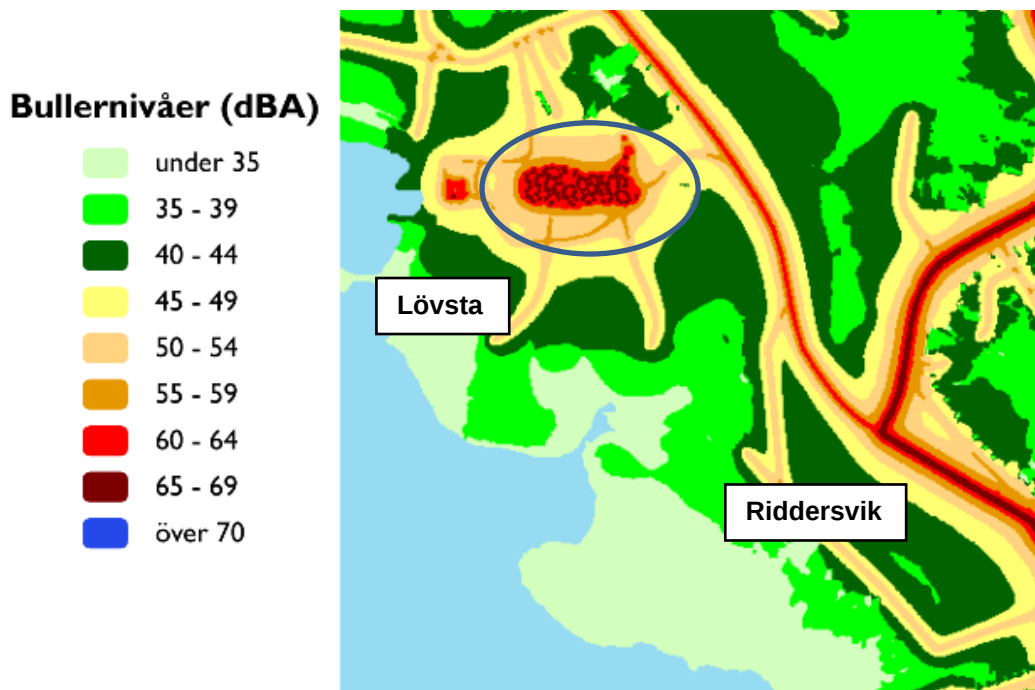 Bullernivåer (dBA)
under 35
35 - 39
40 - 44
45 - 49
50 - 54
55 - 59
60 - 64
65 - 69
över 70
Lövsta
Riddersvik